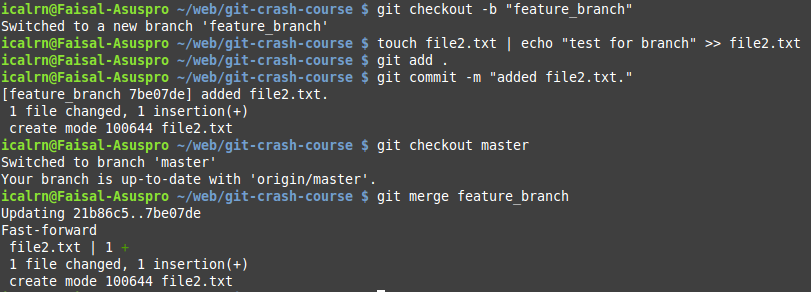 icalrn@Faisal-Asuspro ~/web/git-crash-course $ git checkout -b "feature_branch"
Switched to a new branch 'feature_branch'
icalrn@Faisal-Asuspro ~/web/git-crash-course $ touch file2.txt | echo "test for branch" >> file2.txt
icalrn@Faisal-Asuspro ~/web/git-crash-course $ git add .
icalrn@Faisal-Asuspro ~/web/git-crash-course $ git commit -m "added file2.txt."
[feature_branch 7be07de] added file2.txt.
 1 file changed, 1 insertion(+)
 create mode 100644 file2.txt
icalrn@Faisal-Asuspro ~/web/git-crash-course $ git checkout master
Switched to branch 'master'
Your branch is up-to-date with 'origin/master'.
icalrn@Faisal-Asuspro ~/web/git-crash-course $ git merge feature_branch
Updating 21b86c5..7be07de
Fast-forward
 file2.txt | 1 +
 1 file changed, 1 insertion(+)
 create mode 100644 file2.txt